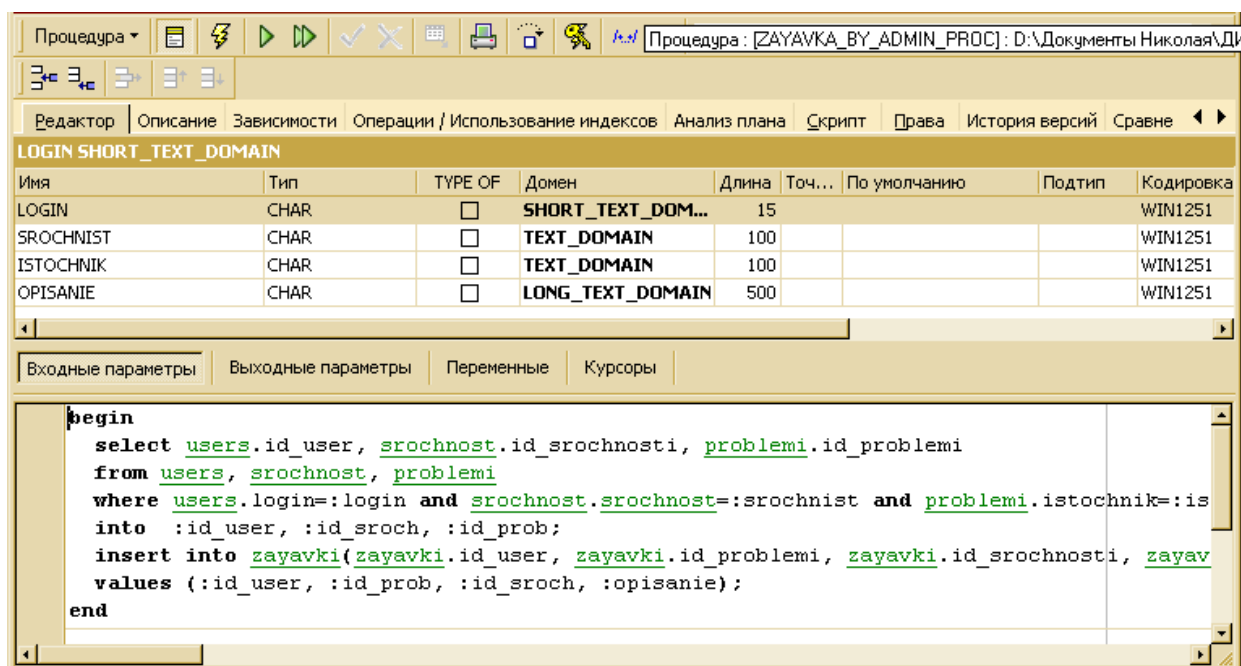 Процедура
Процедура : [ZAYAVKA_BY_ADMIN_PROC] : D:\Документы Николая\ДИ
Редактор Описание Зависимости Операции / Использование индексов Анализ плана Скрипт Права История версий Сравне
LOGIN SHORT_TEXT_DOMAIN
Имя Тип TYPE OF Домен Длина Точ... По умолчанию Подтип Кодировка
LOGIN CHAR SHORT_TEXT_DOM... 15 WIN1251
SROCHNIST CHAR TEXT_DOMAIN 100 WIN1251
ISTOCHNIK CHAR TEXT_DOMAIN 100 WIN1251
OPISANIE CHAR LONG_TEXT_DOMAIN 500 WIN1251
Входные параметры Выходные параметры Переменные Курсоры
begin
select users.id_user, srochnost.id_srochnosti, problemi.id_problemi
from users, srochnost, problemi
where users.login=:login and srochnost.srochnost=:srochnist and problemi.istochnik=:is
into :id_user, :id_sroch, :id_prob;
insert into zayavki(zayavki.id_user, zayavki.id_problemi, zayavki.id_srochnosti, zayav
values (:id_user, :id_prob, :id_sroch, :opisanie);
end